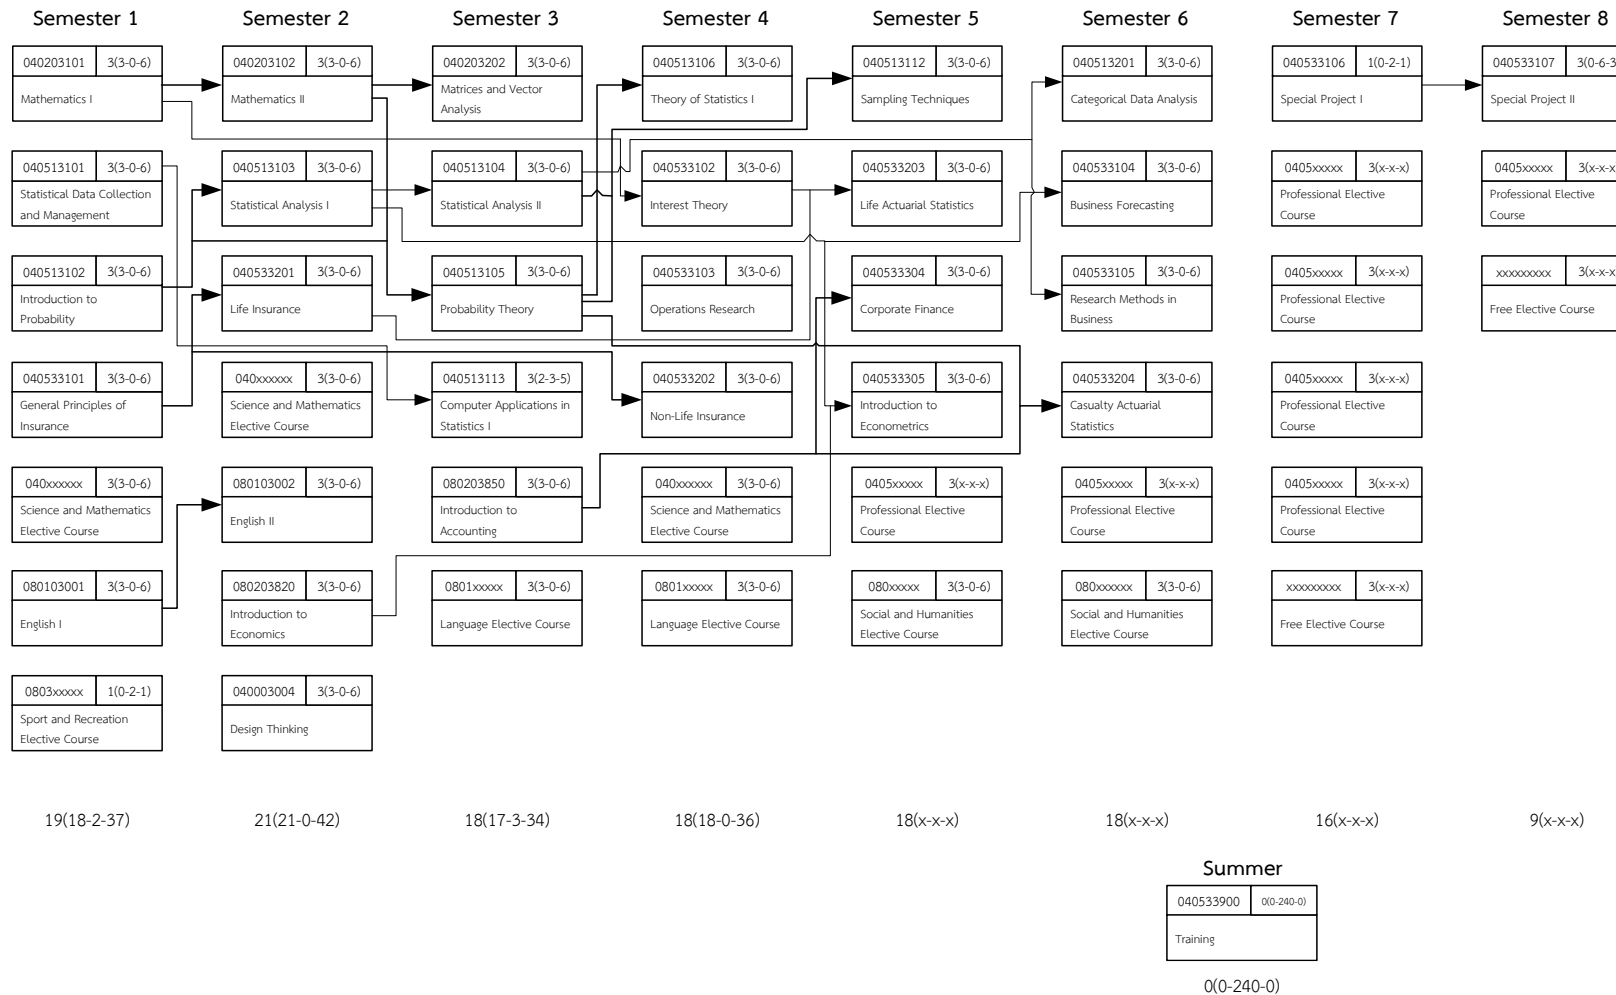 Semester 1
Semester 2
Semester 3
Semester 4
Semester 5
Semester 6
Semester 7
Semester 8
040203101 3(3-0-6)
Mathematics I
040203102 3(3-0-6)
Mathematics II
040203202 3(3-0-6)
Matrices and Vector
Analysis
040513106 3(3-0-6)
Theory of Statistics I
040513112 3(3-0-6)
Sampling Techniques
040513201 3(3-0-6)
Categorical Data Analysis
040533106 1(0-2-1)
Special Project I
040533107 3(0-6-3
Special Project II
040513101 3(3-0-6)
Statistical Data Collection
and Management
040513103 3(3-0-6)
Statistical Analysis I
040513104 3(3-0-6)
Statistical Analysis II
040533102 3(3-0-6)
Interest Theory
040533203 3(3-0-6)
Life Actuarial Statistics
040533104 3(3-0-6)
Business Forecasting
0405xxxxx 3(x-x-x)
Professional Elective
Course
0405xxxxx 3(x-x-x
Professional Elective
Course
040513102 3(3-0-6)
Introduction to
Probability
040533201 3(3-0-6)
Life Insurance
040513105 3(3-0-6)
Probability Theory
040533103 3(3-0-6)
Operations Research
040533304 3(3-0-6)
Corporate Finance
040533105 3(3-0-6)
Research Methods in
Business
0405xxxxx 3(x-x-x)
Professional Elective
Course
xxxxxxxxx 3(x-x-x
Free Elective Course
040533101 3(3-0-6)
General Principles of
Insurance
040xxxxxx 3(3-0-6)
Science and Mathematics
Elective Course
040513113 3(2-3-5)
Computer Applications in
Statistics I
040533202 3(3-0-6)
Non-Life Insurance
040533305 3(3-0-6)
Introduction to
Econometrics
040533204 3(3-0-6)
Casualty Actuarial
Statistics
0405xxxxx 3(x-x-x)
Professional Elective
Course
040xxxxxx 3(3-0-6)
Science and Mathematics
Elective Course
080103002 3(3-0-6)
English II
080203850 3(3-0-6)
Introduction to
Accounting
040xxxxxx 3(3-0-6)
Science and Mathematics
Elective Course
0405xxxxx 3(x-x-x)
Professional Elective
Course
0405xxxxx 3(x-x-x)
Professional Elective
Course
0405xxxxx 3(x-x-x)
Professional Elective
Course
080103001 3(3-0-6)
English I
080203820 3(3-0-6)
Introduction to
Economics
0801xxxxx 3(3-0-6)
Language Elective Course
0801xxxxx 3(3-0-6)
Language Elective Course
080xxxxx 3(3-0-6)
Social and Humanities
Elective Course
080xxxxxx 3(3-0-6)
Social and Humanities
Elective Course
xxxxxxxxx 3(x-x-x)
Free Elective Course
0803xxxxx 1(0-2-1)
Sport and Recreation
Elective Course
040003004 3(3-0-6)
Design Thinking
19(18-2-37)
21(21-0-42)
18(17-3-34)
18(18-0-36)
18(x-x-x)
18(x-x-x)
16(x-x-x)
9(x-x-x)
Summer
040533900 0(0-240-0)
Training
0(0-240-0)